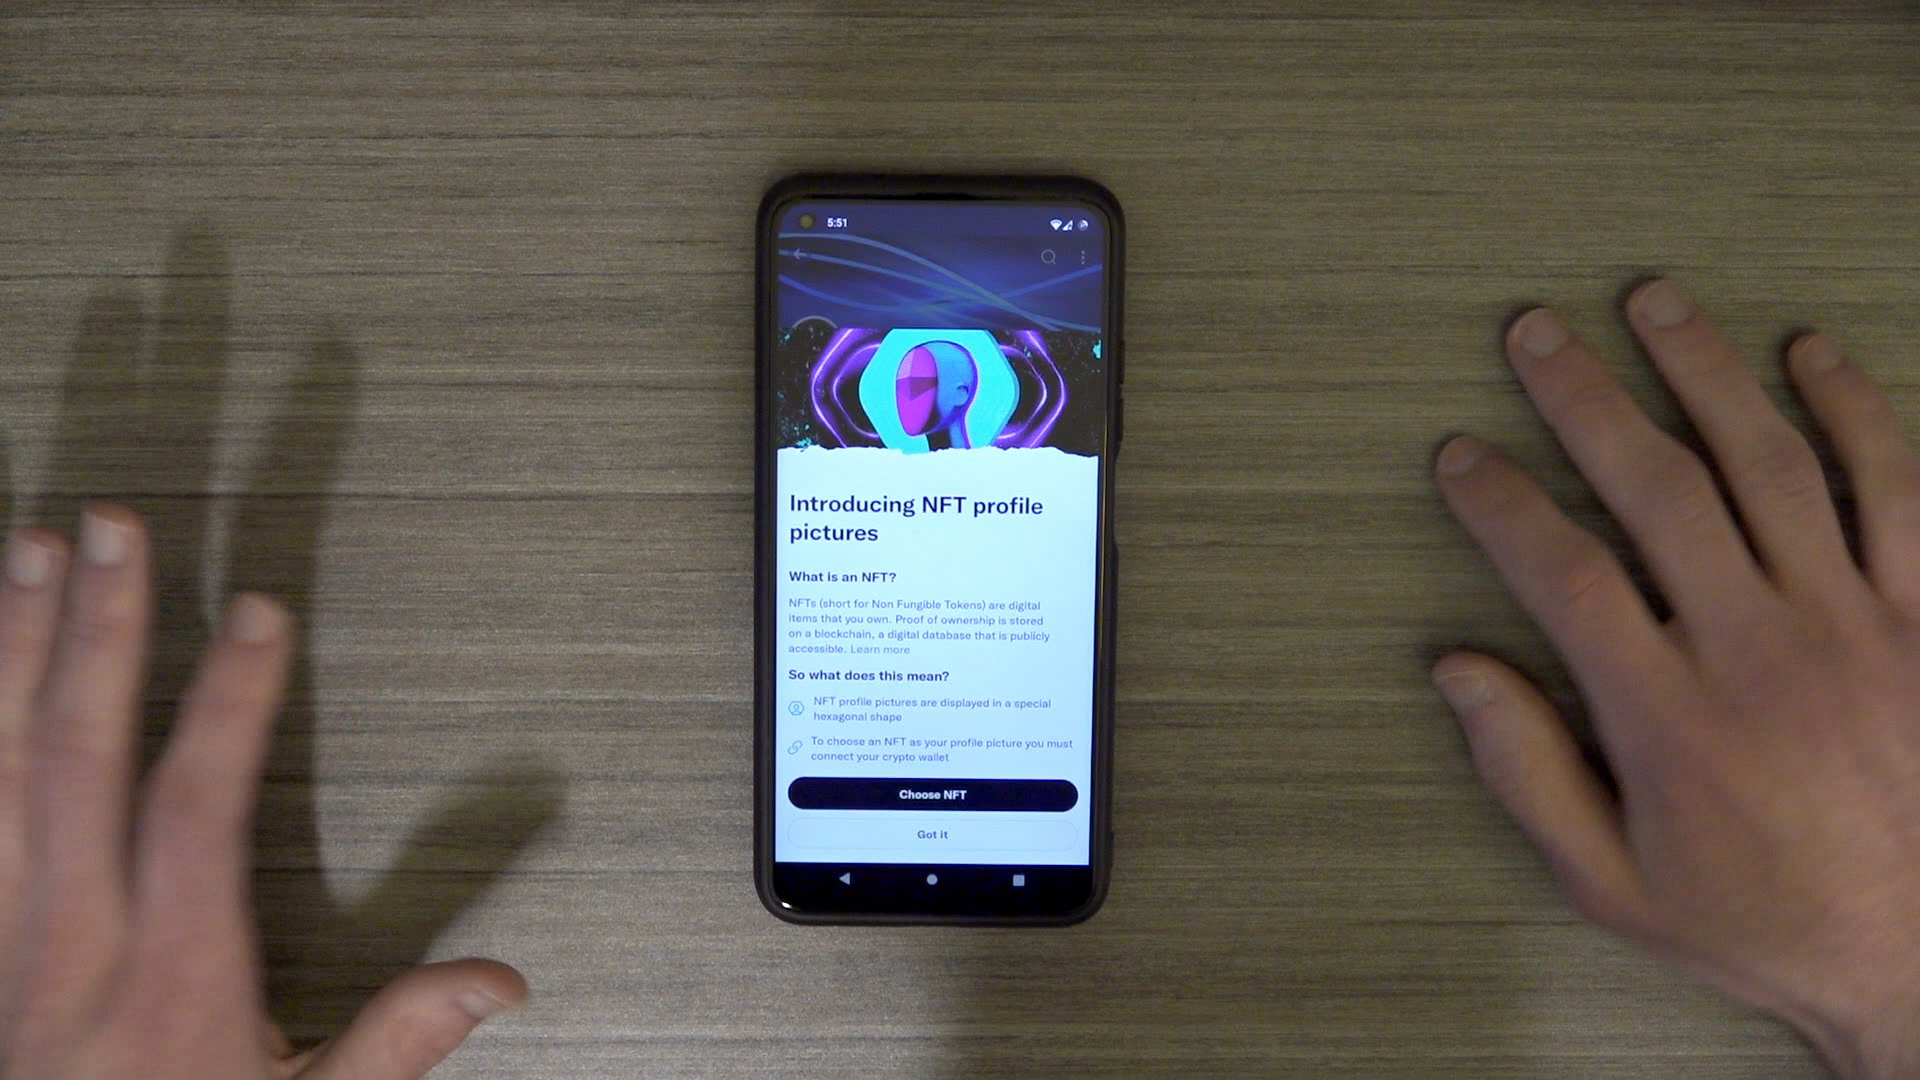 5:51
Introducing NFT profile
pictures
What is an NFT?
NFTs (short for Non Fungible Tokens) are digital
items that you own. Proof of ownership is stored
on a blockchain, a digital database that is publicly
accessible. Learn more
So what does this mean?
NFT profile pictures are displayed in a special
hexagonal shape
To choose an NFT as your profile picture you must
connect your crypto wallet
Choose NFT
Got it